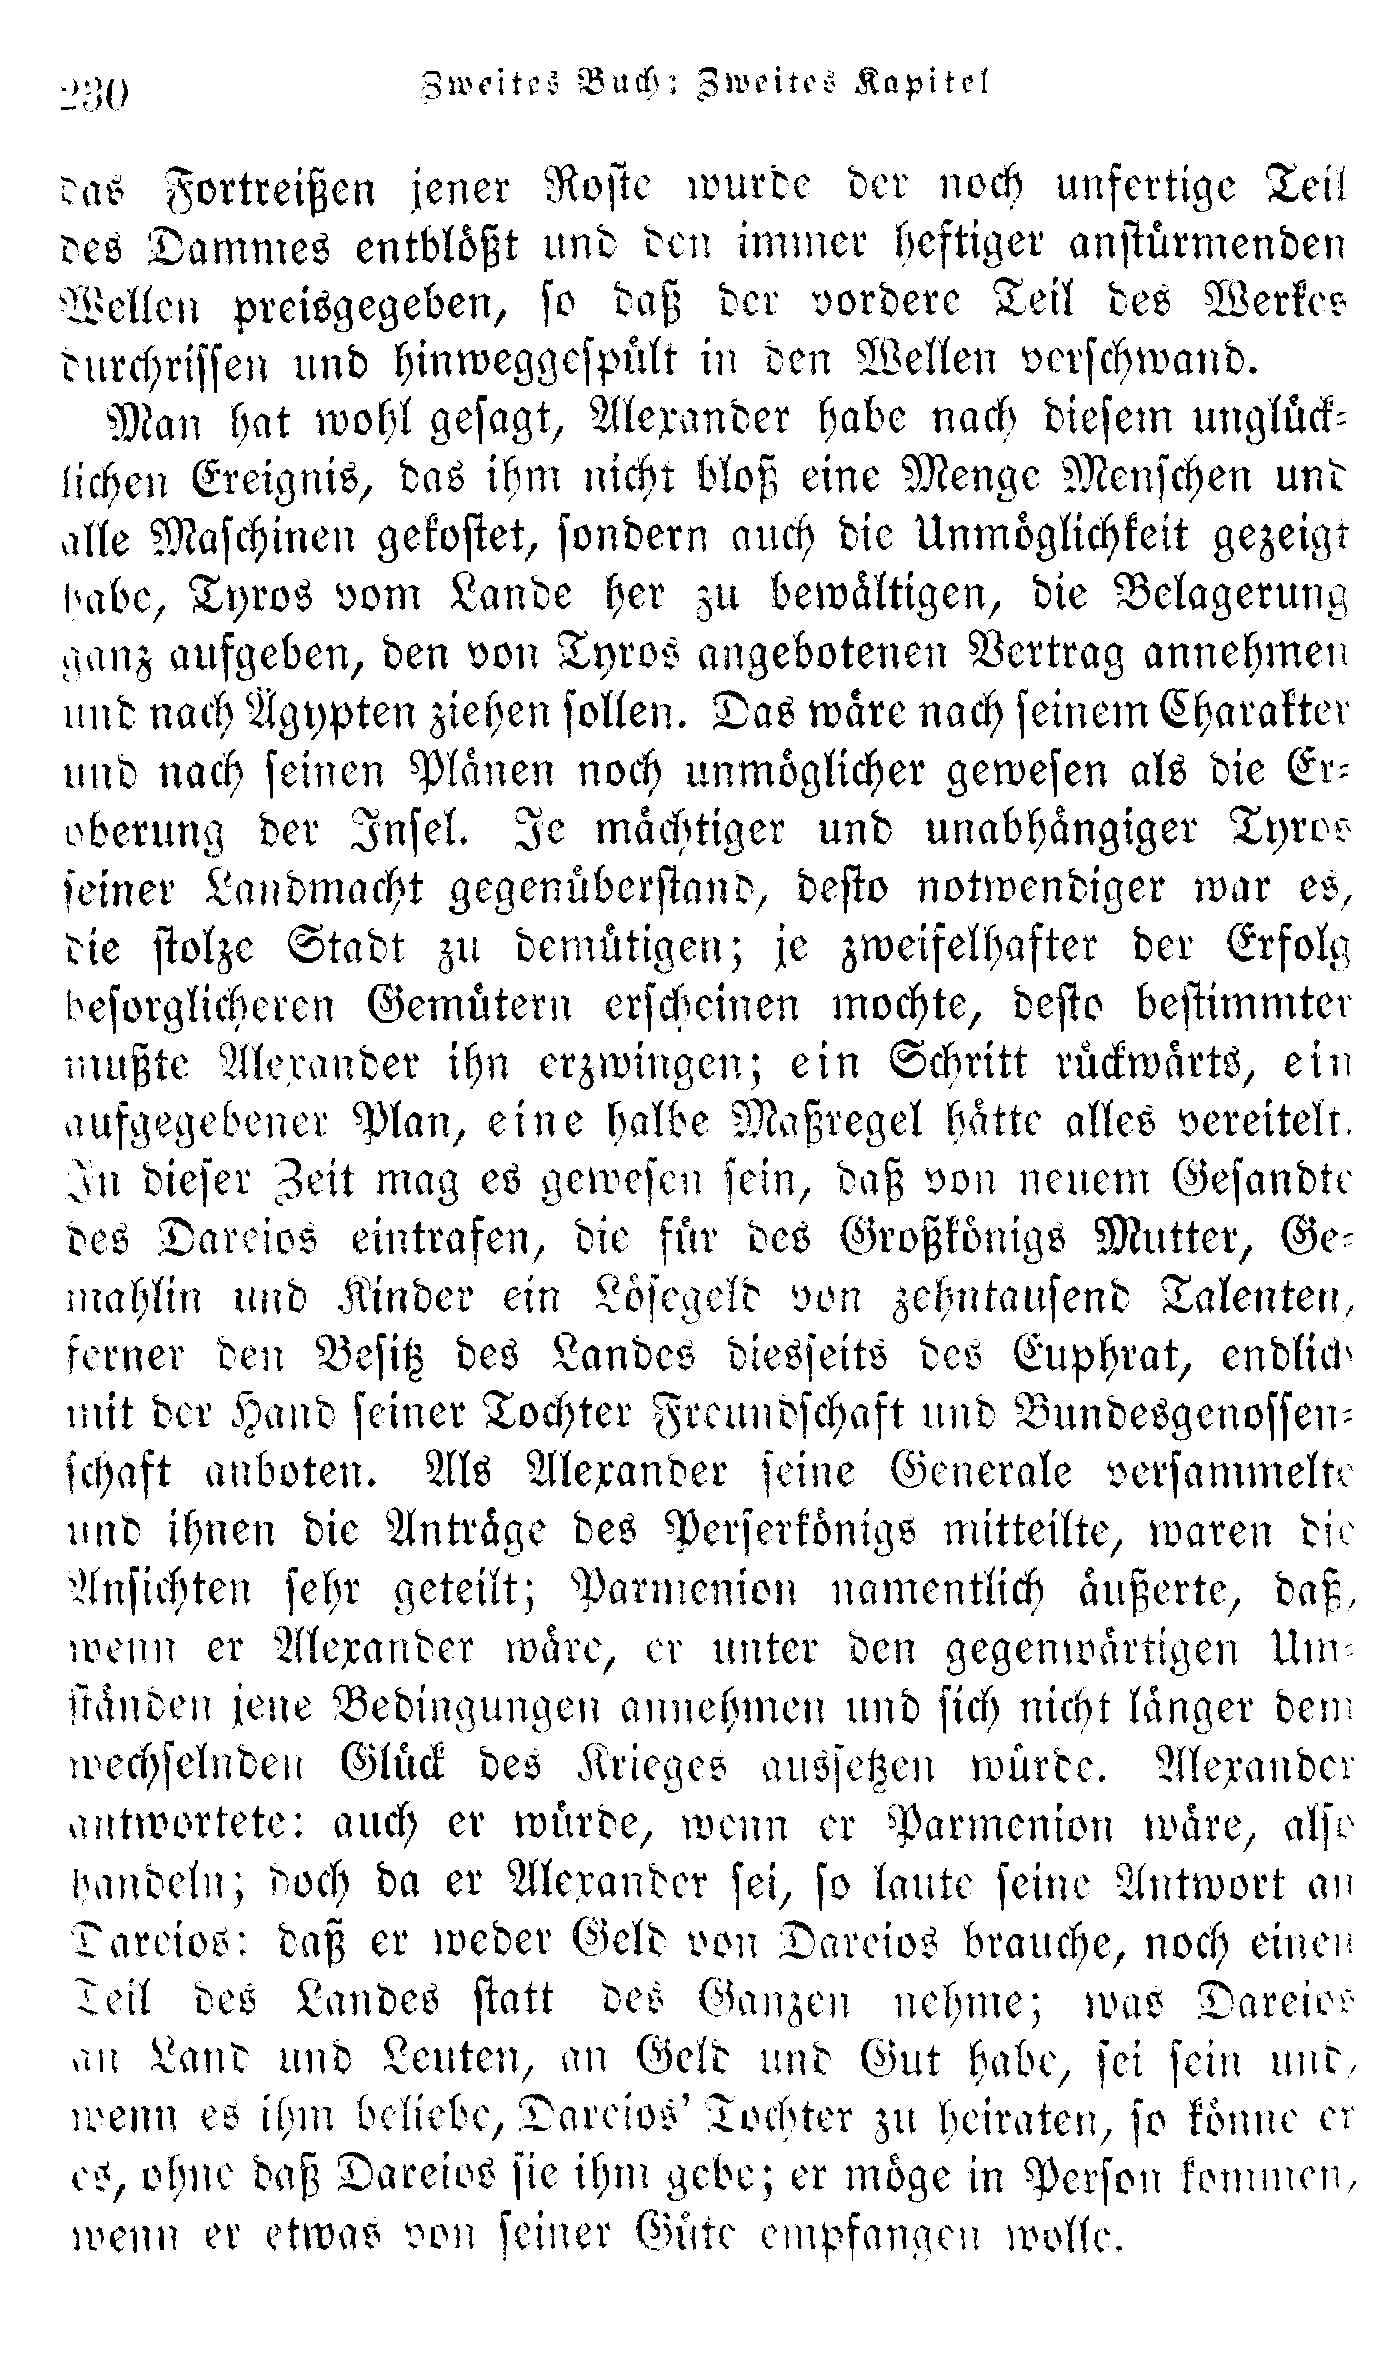 230
Zweites Buch: Zweites Kapitel
das Fortreißen jener Roste wurde der noch unfertige Teil
des Dammes entblößt und den immer heftiger anstürmenden
Wellen preisgegeben, so daß der vordere Teil des Werkes
durchrissen und hinweggespült in den Wellen verschwand.
Man hat wohl gesagt, Alexander habe nach diesem unglück-
lichen Ereignis, das ihm nicht bloß eine Menge Menschen und
alle Maschinen gekostet, sondern auch die Unmöglichkeit gezeigt
habe, Tyros vom Lande her zu bewältigen, die Belagerung
ganz aufgeben, den von Tyros angebotenen Vertrag annehmen
und nach Ägypten ziehen sollen. Das wäre nach seinem Charakter
und nach seinen Plänen noch unmöglicher gewesen als die Er-
oberung der Insel. Je mächtiger und unabhängiger Tyros
seiner Landmacht gegenüberstand, desto notwendiger war es,
die stolze Stadt zu demütigen; je zweifelhafter der Erfolg
besorglicheren Gemütern erscheinen mochte, desto bestimmter
mußte Alexander ihn erzwingen; ein Schritt rückwärts, ein
aufgegebener Plan, eine halbe Maßregel hätte alles vereitelt.
In dieser Zeit mag es gewesen sein, daß von neuem Gesandte
des Dareios eintrafen, die für des Großkönigs Mutter, Ge-
mahlin und Kinder ein Lösegeld von zehntausend Talenten,
ferner den Besitz des Landes diesseits des Euphrat, endlich
mit der Hand seiner Tochter Freundschaft und Bundesgenossen-
schaft anboten. Als Alexander seine Generale versammelte
und ihnen die Anträge des Perserkönigs mitteilte, waren die
Ansichten sehr geteilt; Parmenion namentlich äußerte, daß,
wenn er Alexander wäre, er unter den gegenwärtigen Um-
ständen jene Bedingungen annehmen und sich nicht länger dem
wechselnden Glück des Krieges aussetzen würde. Alexander
antwortete: auch er würde, wenn er Parmenion wäre, also
handeln; doch da er Alexander sei, so laute seine Antwort an
Dareios: daß er weder Geld von Dareios brauche, noch einen
Teil des Landes statt des Ganzen nehme; was Dareios
an Land und Leuten, an Geld und Gut habe, sei sein und,
wenn es ihm beliebe, Dareios' Tochter zu heiraten, so könne er
es, ohne daß Dareios sie ihm gebe; er möge in Person kommen,
wenn er etwas von seiner Güte empfangen wolle.